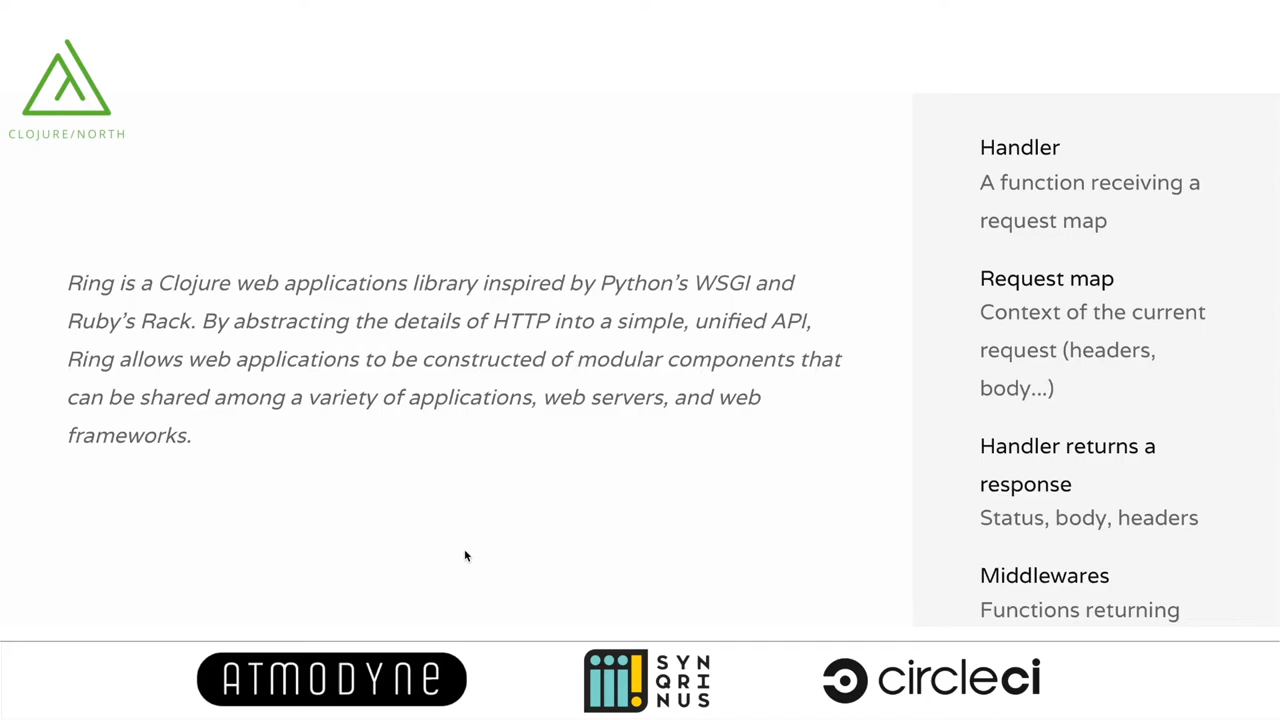 CLOJURE/NORTH
Ring is a Clojure web applications library inspired by Python's WSGI and
Ruby's Rack. By abstracting the details of HTTP into a simple, unified API,
Ring allows web applications to be constructed of modular components that
can be shared among a variety of applications, web servers, and web
frameworks.
Handler
A function receiving a
request map
Request map
Context of the current
request (headers,
body...)
Handler returns a
response
Status, body, headers
Middlewares
Functions returning
ATMODYNE
SYN
QRI
NUS
circleci